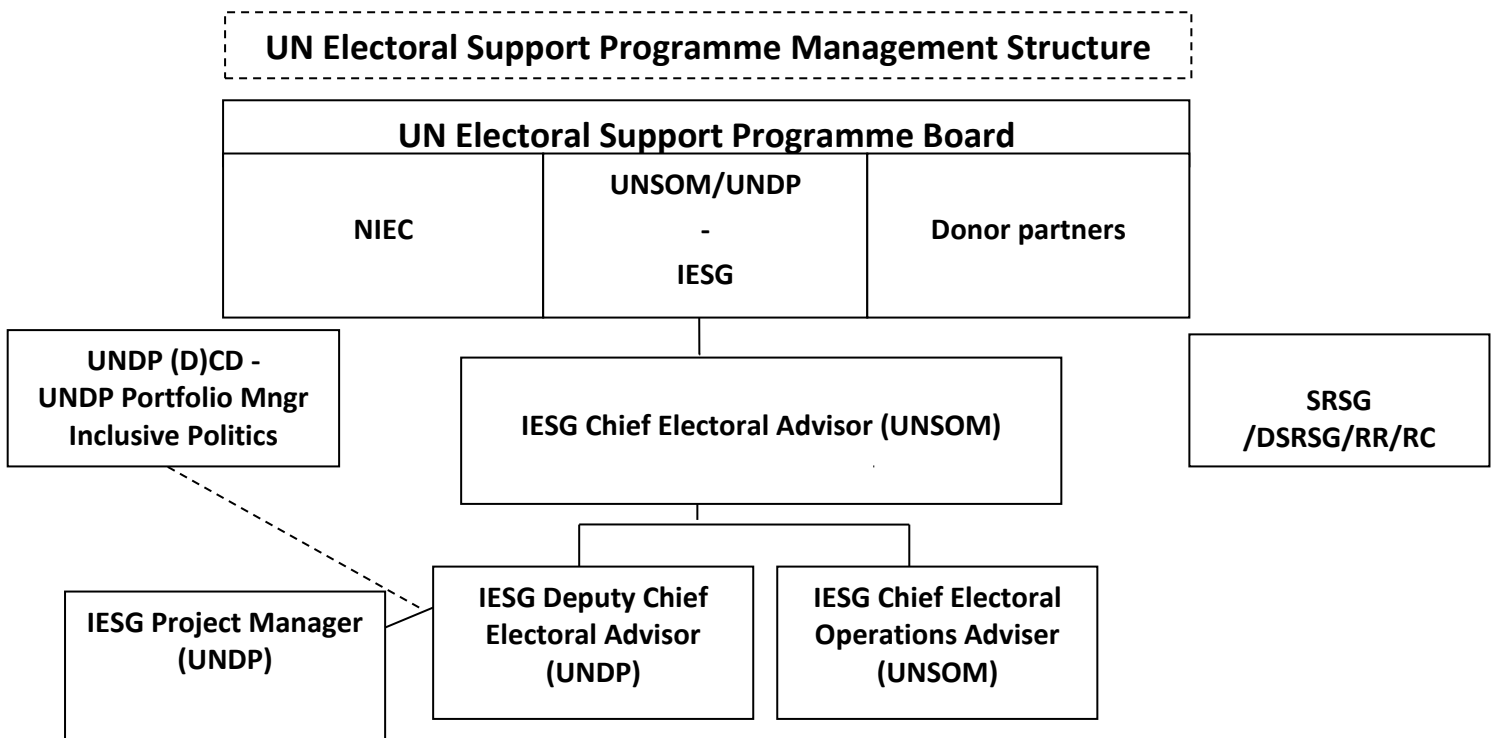 UN Electoral Support Programme Management Structure
UN Electoral Support Programme Board
NIEC
UNSOM/UNDP
-
IESG
Donor partners
UNDP (D)CD -
UNDP Portfolio Mngr
Inclusive Politics
IESG Chief Electoral Advisor (UNSOM)
.
SRSG
/DSRSG/RR/RC
IESG Project Manager
(UNDP)
IESG Deputy Chief
Electoral Advisor
(UNDP)
IESG Chief Electoral
Operations Adviser
(UNSOM)